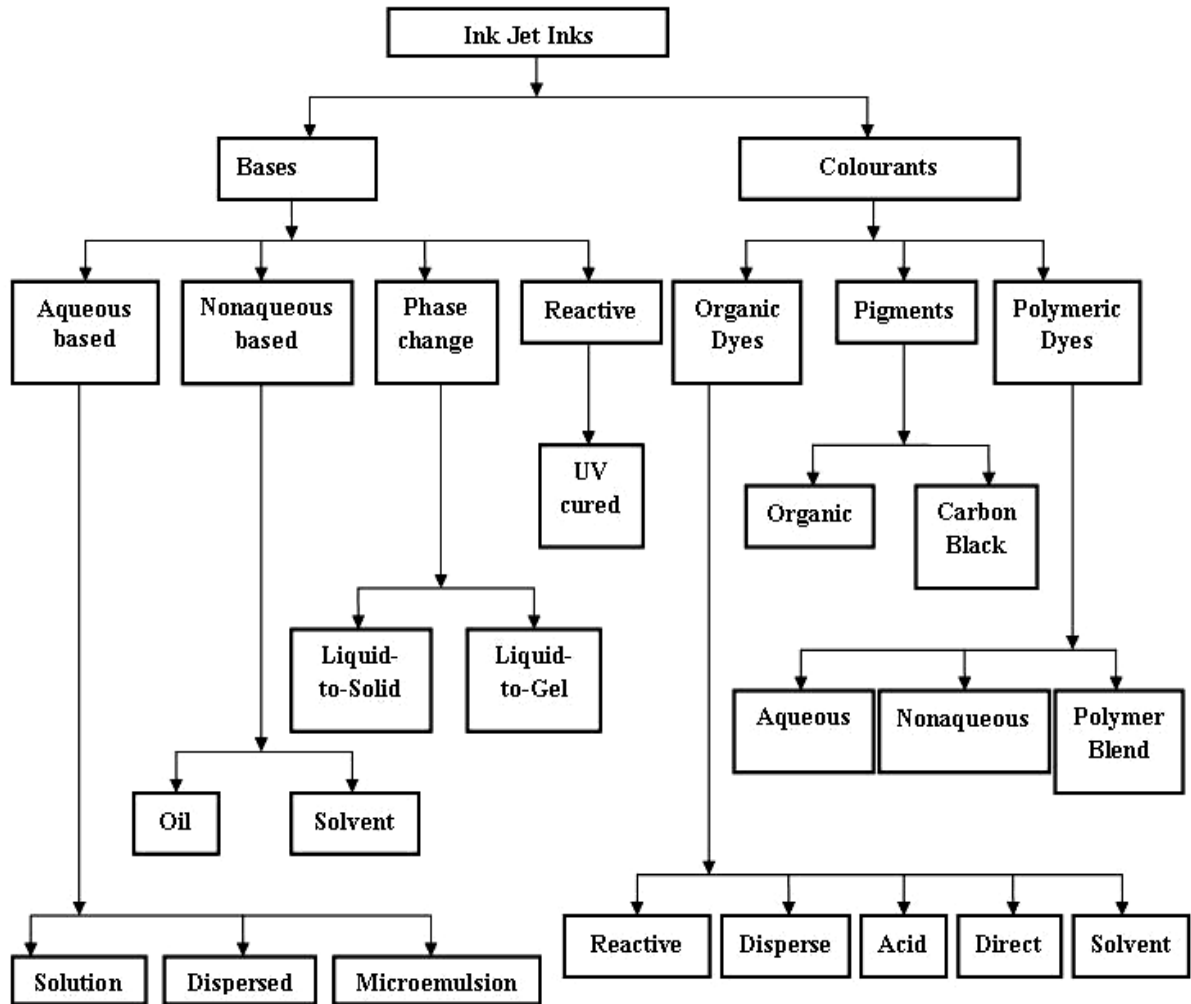 Ink Jet Inks
Bases
Colourants
Aqueous
based
Nonaqueous
based
Phase
change
Reactive
Organic
Dyes
Pigments
Polymeric
Dyes
UV
cured
Organic
Carbon
Black
Liquid-
to-Solid
Liquid-
to-Gel
Aqueous
Nonaqueous
Polymer
Blend
Oil
Solvent
Reactive
Disperse
Acid
Direct
Solvent
Solution
Dispersed
Microemulsion